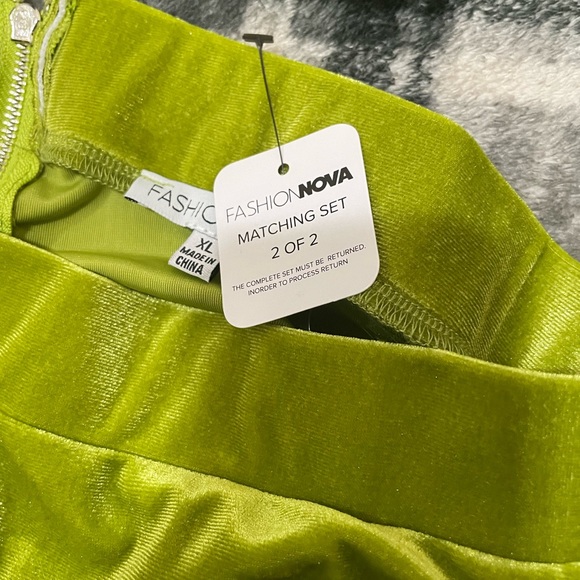 FASHIONNOVA
MATCHING SET
2 OF 2
THE COMPLETE SET MUST BE RETURNED.
INORDER TO PROCESS RETURN
FASHIO
XL
MADE IN
CHINA